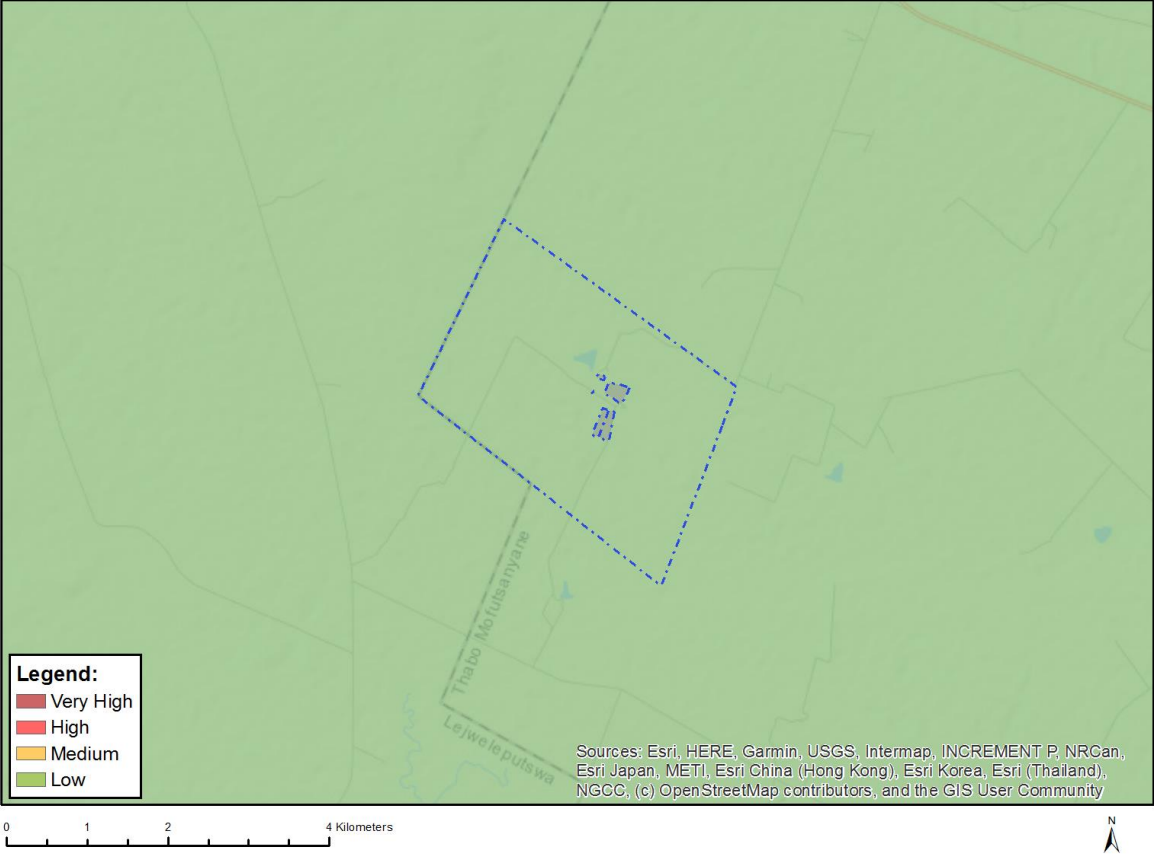 Thabo Mofutsanyane
Lejweleputswa
Legend:
Very High
High
Medium
Low
Sources: Esri, HERE, Garmin, USGS, Intermap, INCREMENT P, NRCan,
Esri Japan, METI, Esri China (Hong Kong), Esri Korea, Esri (Thailand),
NGCC, (c) OpenStreetMap contributors, and the GIS User Community
0 1 2 4 Kilometers
N